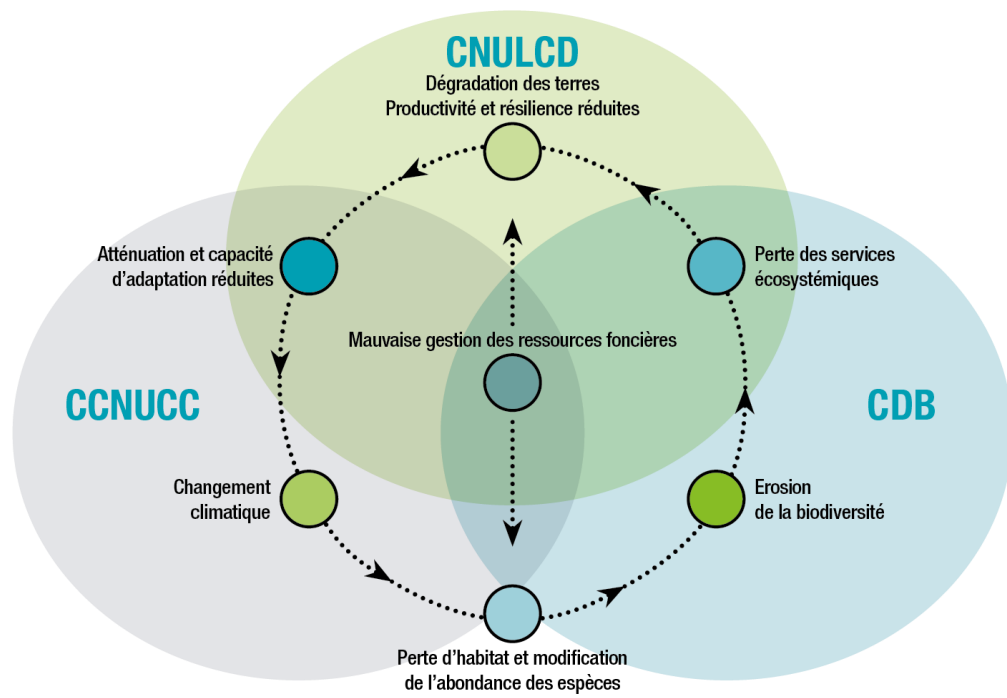 CNULCD
Dégradation des terres
Productivité et résilience réduites
Atténuation et capacité
d'adaptation réduites
Perte des services
écosystémiques
Mauvaise gestion des ressources foncières
CCNUCC
CDB
Changement
climatique
Erosion
de la biodiversité
Perte d'habitat et modification
de l'abondance des espèces